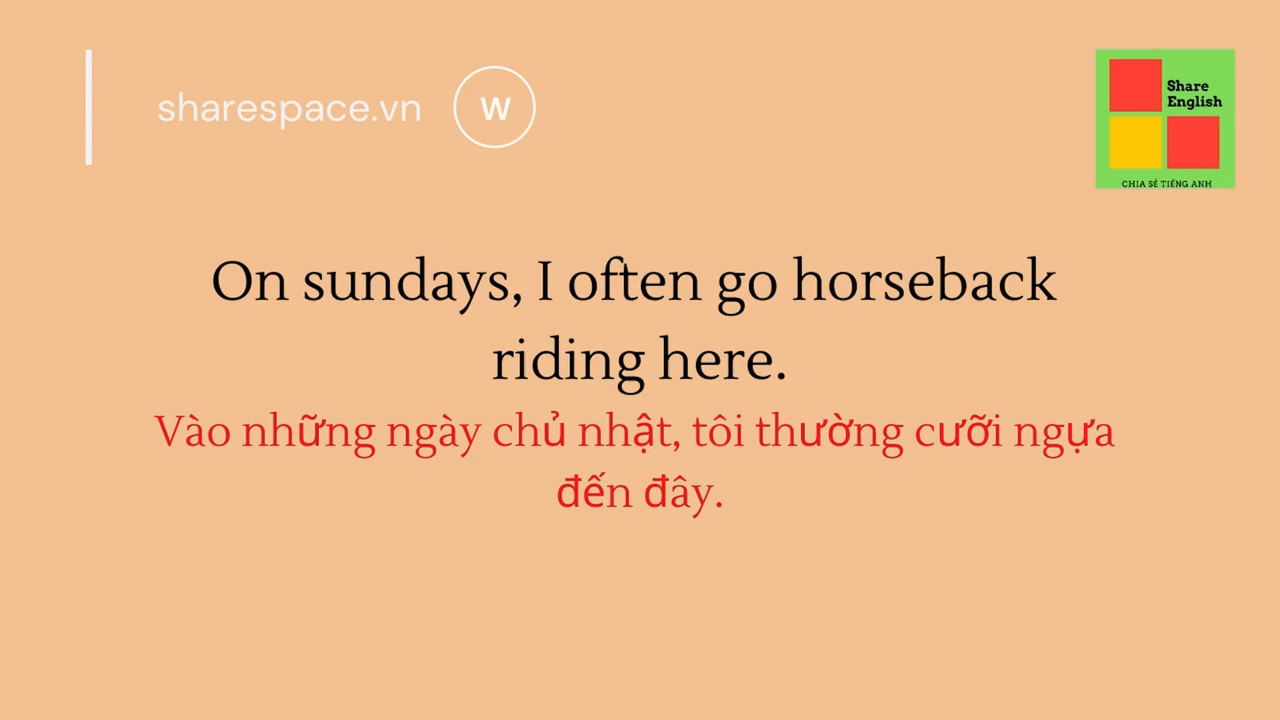 sharespace.vn
W
Share
English
CHIA SẺ TIẾNG ANH
On sundays, I often go horseback
riding here.
Vào những ngày chủ nhật, tôi thường cưỡi ngựa
đến đây.